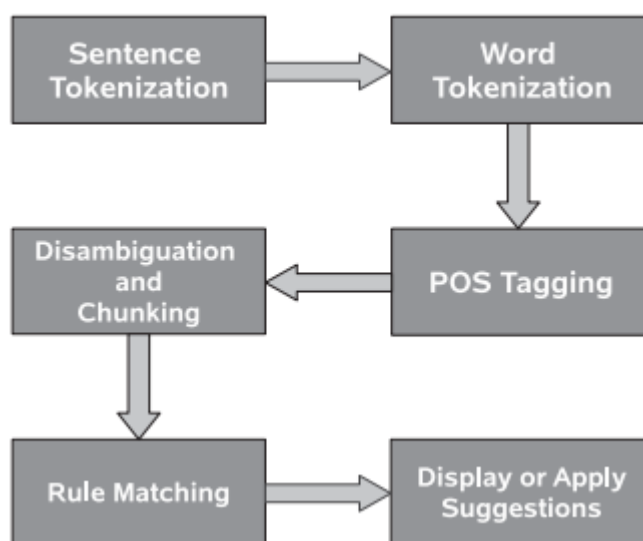 Sentence
Tokenization
Word
Tokenization
POS Tagging
Disambiguation
and
Chunking
Rule Matching
Display or Apply
Suggestions